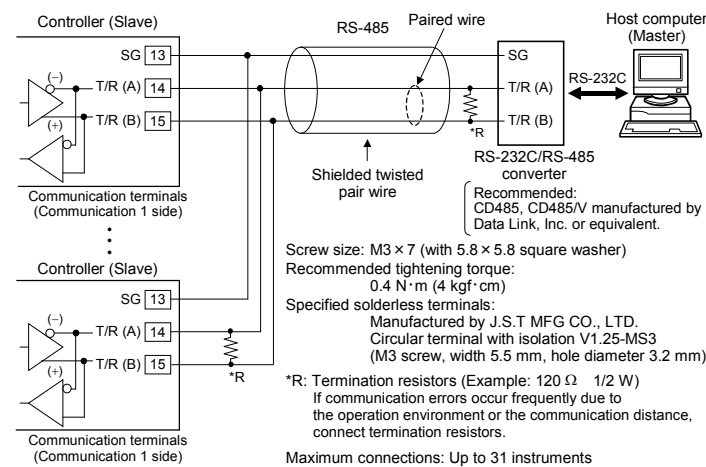 Controller (Slave)
SG 13
(−)
T/R (A) 14
(+)
T/R (B) 15
Communication terminals
(Communication 1 side)
Controller (Slave)
SG 13
(−)
T/R (A) 14
T/R (B) 15
(+)
*R
Communication terminals
(Communication 1 side)
RS-485
Paired wire
Shielded twisted
pair wire
*R
SG
T/R (A)
T/R (B)
RS-232C/RS-485
converter
RS-232C
Host computer
(Master)
Recommended:
CD485, CD485/V manufactured by
Data Link, Inc. or equivalent.
Screw size: M3 × 7 (with 5.8 × 5.8 square washer)
Recommended tightening torque:
0.4 N·m (4 kgf·cm)
Specified solderless terminals:
Manufactured by J.S.T MFG CO., LTD.
Circular terminal with isolation V1.25-MS3
(M3 screw, width 5.5 mm, hole diameter 3.2 mm)
*R: Termination resistors (Example: 120 Ω 1/2 W)
If communication errors occur frequently due to
the operation environment or the communication distance,
connect termination resistors.
Maximum connections: Up to 31 instruments